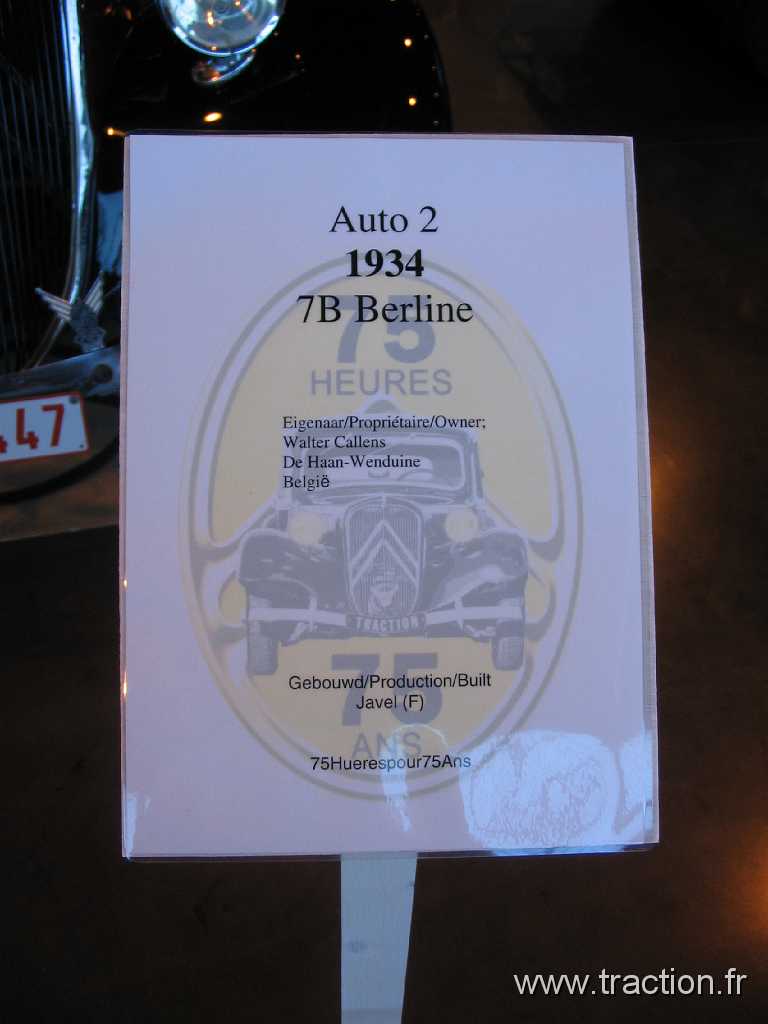 Auto 2
1934
7B Berline
75
HEURES
Eigenaar/Propriétaire/Owner;
Walter Callens
De Haan-Wenduine
België
447
TRACTION
Gebouwd/Production/Built
Javel (F)
75
ANS
75Huerespour75Ans
www.traction.fr